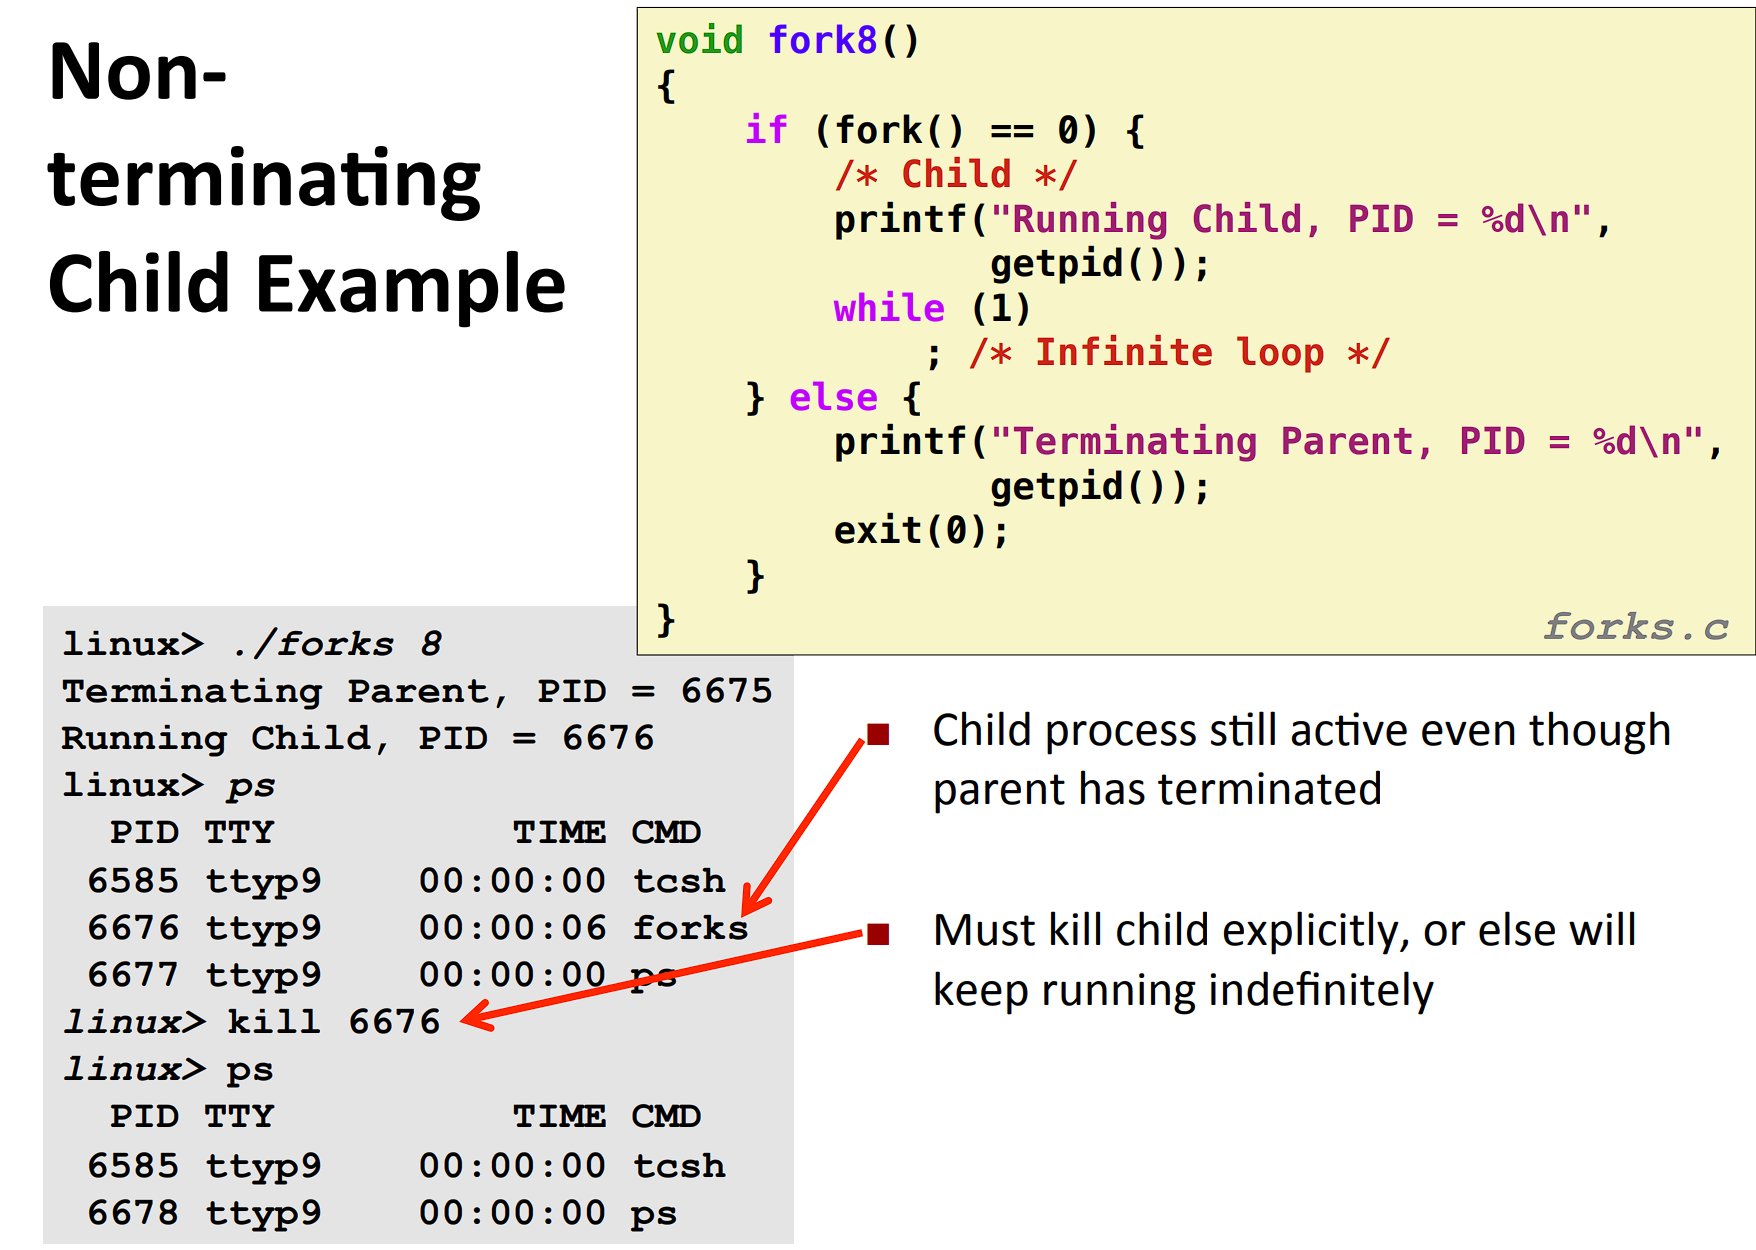 Non-
terminating
Child Example
void fork8()
{
    if (fork() == 0) {
        /* Child */
        printf("Running Child, PID = %d\n",
               getpid());
        while (1)
            ; /* Infinite loop */
    } else {
        printf("Terminating Parent, PID = %d\n",
               getpid());
        exit(0);
    }
}
forks.c
linux> ./forks 8
Terminating Parent, PID = 6675
Running Child, PID = 6676
linux> ps
  PID TTY          TIME CMD
 6585 ttyp9    00:00:00 tcsh
 6676 ttyp9    00:00:06 forks
 6677 ttyp9    00:00:00 ps
linux> kill 6676
linux> ps
  PID TTY          TIME CMD
 6585 ttyp9    00:00:00 tcsh
 6678 ttyp9    00:00:00 ps
Child process still active even though
parent has terminated
Must kill child explicitly, or else will
keep running indefinitely